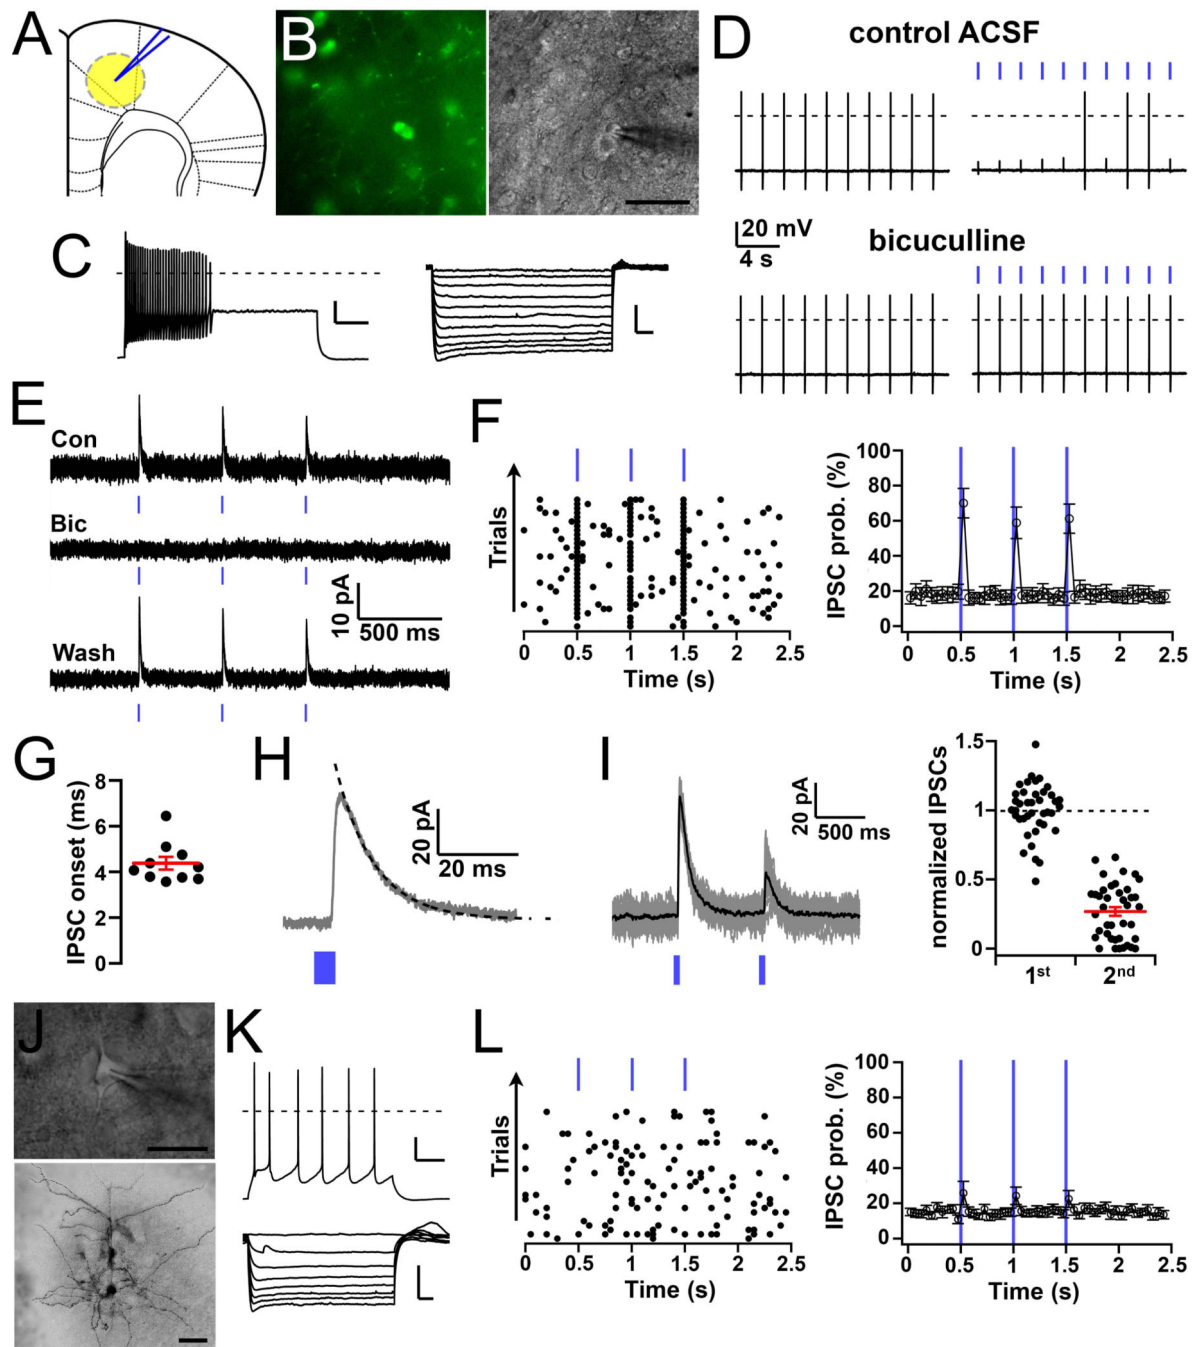 A
B
C
D
control ACSF
20 mV
4 s
bicuculline
E
Con
Bic
Wash
10 pA
500 ms
F
Trials
0 0.5 1.0 1.5 2.0 2.5
Time (s)
IPSC prob. (%)
100
80
60
40
20
0
0 0.5 1 1.5 2 2.5
Time (s)
G
IPSC onset (ms)
8
6
4
2
0
H
20 pA
20 ms
I
20 pA
500 ms
normalized IPSCs
1.5
1
0.5
0
1st 2nd
J
K
L
Trials
0 0.5 1.0 1.5 2.0 2.5
Time (s)
IPSC prob. (%)
100
80
60
40
20
0
0 0.5 1 1.5 2 2.5
Time (s)